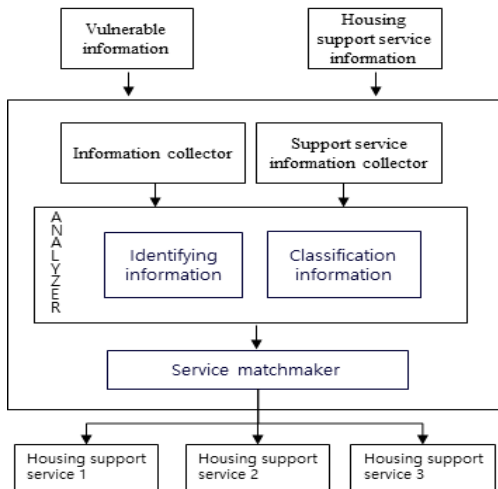 Vulnerable
information
Housing
support service
information
Information collector
Support service
information collector
ANALYZER
Identifying
information
Classification
information
Service matchmaker
Housing support
service 1
Housing support
service 2
Housing support
service 3